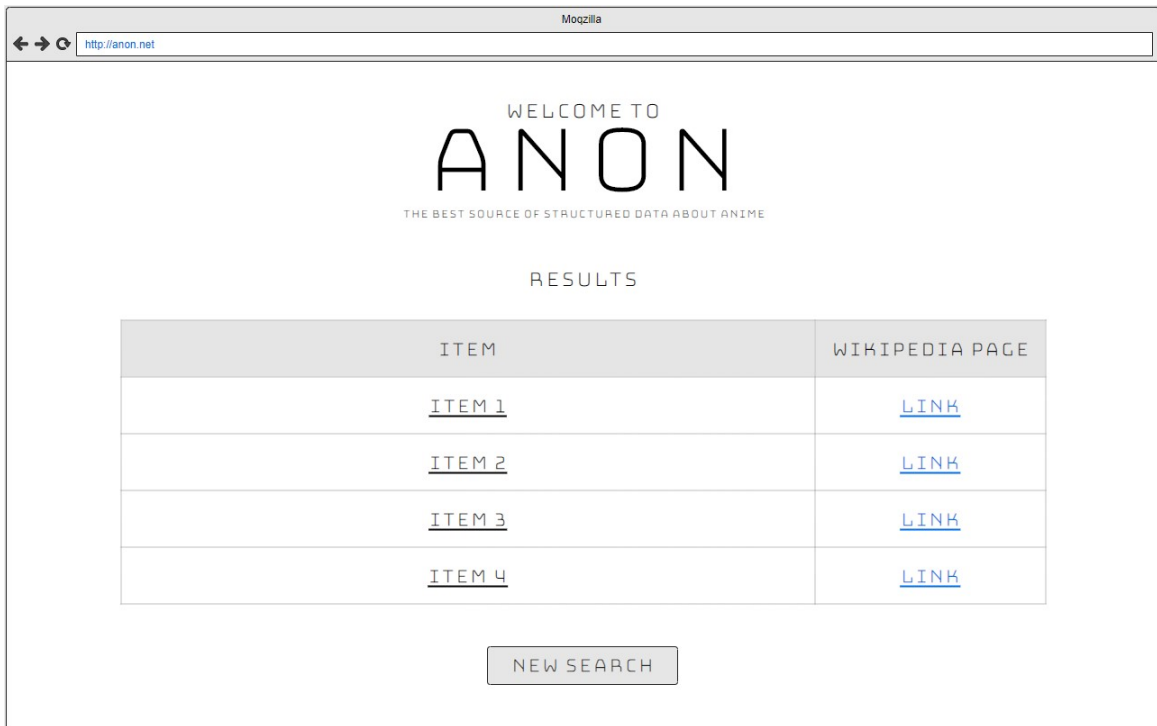 Moqzilla
http://anon.net
WELCOME TO
ANON
THE BEST SOURCE OF STRUCTURED DATA ABOUT ANIME
RESULTS
ITEM WIKIPEDIA PAGE
ITEM 1 LINK
ITEM 2 LINK
ITEM 3 LINK
ITEM 4 LINK
NEW SEARCH